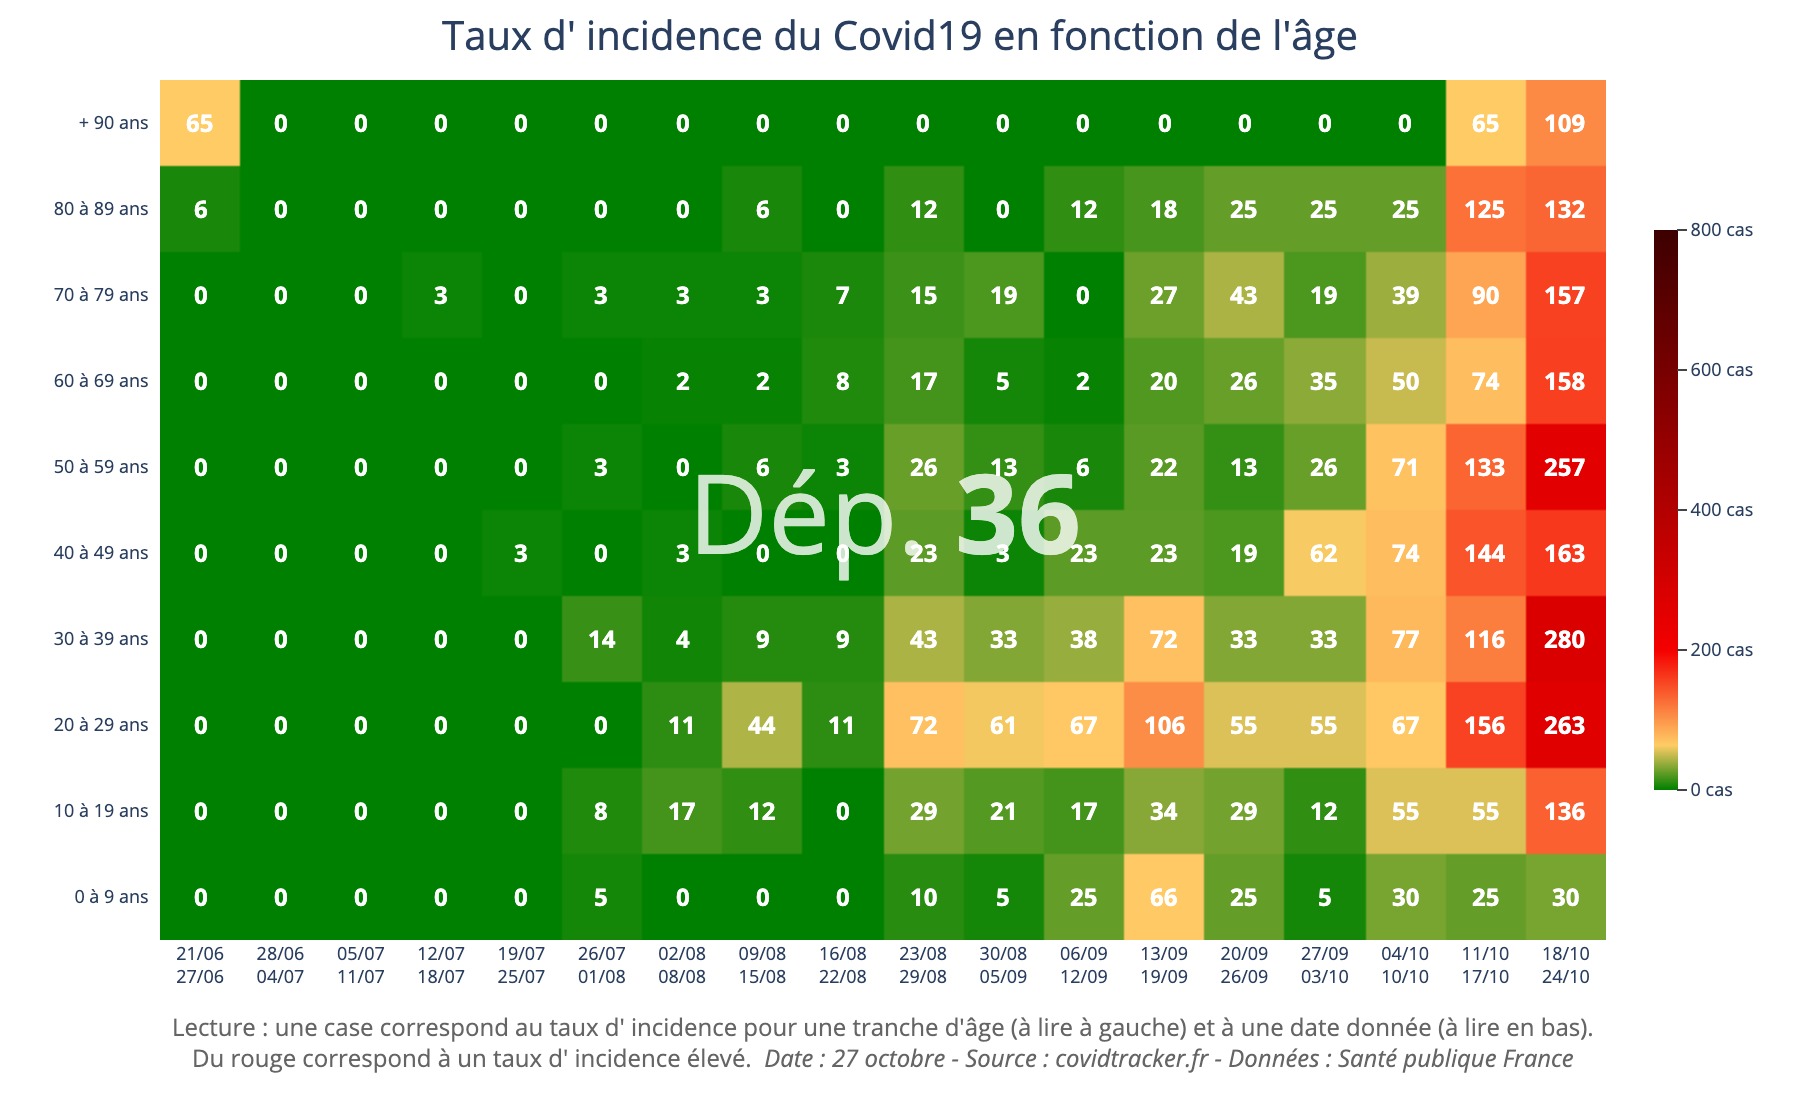 Taux d' incidence du Covid19 en fonction de l'âge
+ 90 ans 65 0 0 0 0 0 0 0 0 0 0 0 0 0 0 0 65 109
80 à 89 ans 6 0 0 0 0 0 0 6 0 12 0 12 18 25 25 25 125 132
800 cas
70 à 79 ans 0 0 0 3 0 3 3 3 7 15 19 0 27 43 19 39 90 157
600 cas
60 à 69 ans 0 0 0 0 0 0 2 2 8 17 5 2 20 26 35 50 74 158
50 à 59 ans 0 0 0 0 0 3 0 6 3 26 13 6 22 13 26 71 133 257
400 cas
Dép. 36
40 à 49 ans 0 0 0 0 3 0 3 0 0 23 3 23 23 19 62 74 144 163
30 à 39 ans 0 0 0 0 0 14 4 9 9 43 33 38 72 33 33 77 116 280
200 cas
20 à 29 ans 0 0 0 0 0 0 11 44 11 72 61 67 106 55 55 67 156 263
0 cas
10 à 19 ans 0 0 0 0 0 8 17 12 0 29 21 17 34 29 12 55 55 136
0 à 9 ans 0 0 0 0 0 5 0 0 0 10 5 25 66 25 5 30 25 30
21/06 28/06 05/07 12/07 19/07 26/07 02/08 09/08 16/08 23/08 30/08 06/09 13/09 20/09 27/09 04/10 11/10 18/10
27/06 04/07 11/07 18/07 25/07 01/08 08/08 15/08 22/08 29/08 05/09 12/09 19/09 26/09 03/10 10/10 17/10 24/10
Lecture : une case correspond au taux d' incidence pour une tranche d'âge (à lire à gauche) et à une date donnée (à lire en bas).
Du rouge correspond à un taux d' incidence élevé. Date : 27 octobre - Source : covidtracker.fr - Données : Santé publique France